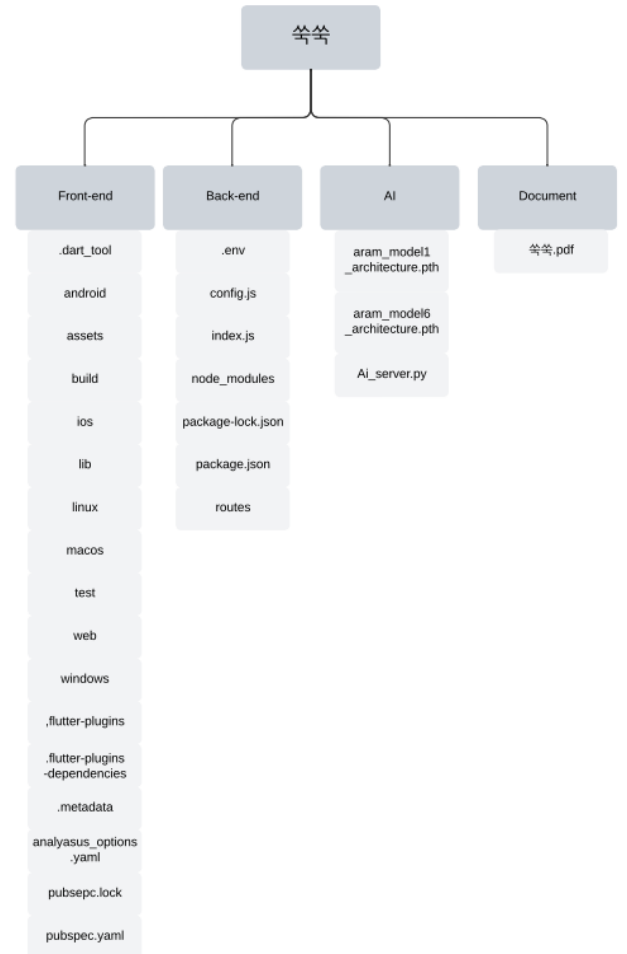 쑥쑥
Front-end
.dart_tool
android
assets
build
ios
lib
linux
macos
test
web
windows
,flutter-plugins
.flutter-plugins
-dependencies
.metadata
analyasus_options
.yaml
pubsepc.lock
pubspec.yaml
Back-end
.env
config.js
index.js
node_modules
package-lock.json
package.json
routes
AI
aram_model1
_architecture.pth
aram_model6
_architecture.pth
Ai_server.py
Document
쑥쑥.pdf